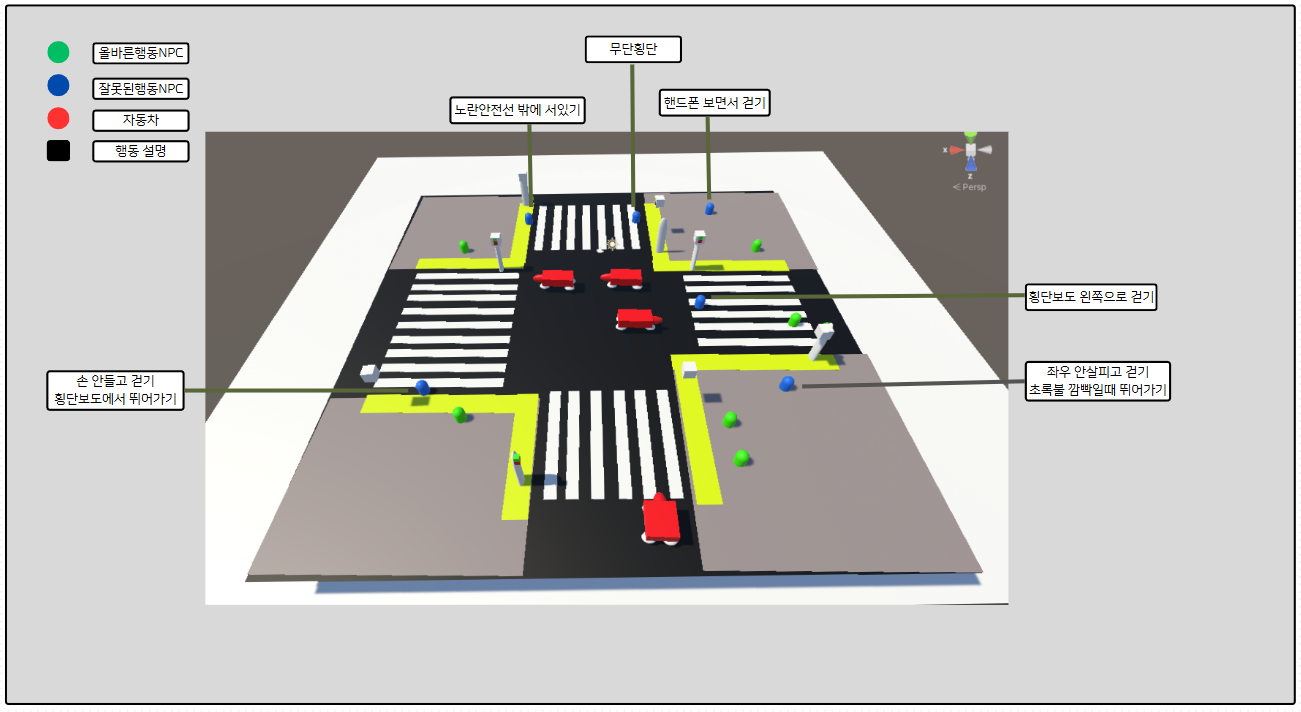 올바른행동NPC
잘못된행동NPC
자동차
행동 설명
무단횡단
노란안전선 밖에 서있기
핸드폰 보면서 걷기
x
z
< Persp
횡단보도 왼쪽으로 걷기
손 안들고 걷기
횡단보도에서 뛰어가기
좌우 안살피고 걷기
초록불 깜빡일때 뛰어가기